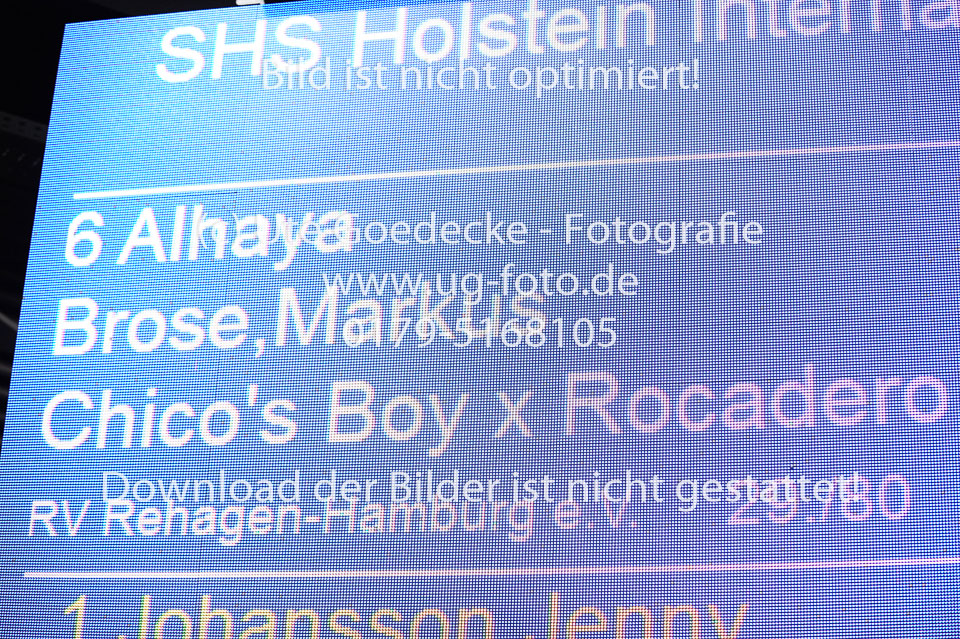 SHS Holstein Interna
Bild ist nicht optimiert!
6 Alhaya
(c) Ute Goedecke - Fotografie
www.ug-foto.de
Brose, Markus
0179-5168105
Chico's Boy x Rocadero
Download der Bilder ist nicht gestattet!
RV Rehagen-Hamburg e.v.
1 Johansson Jenny